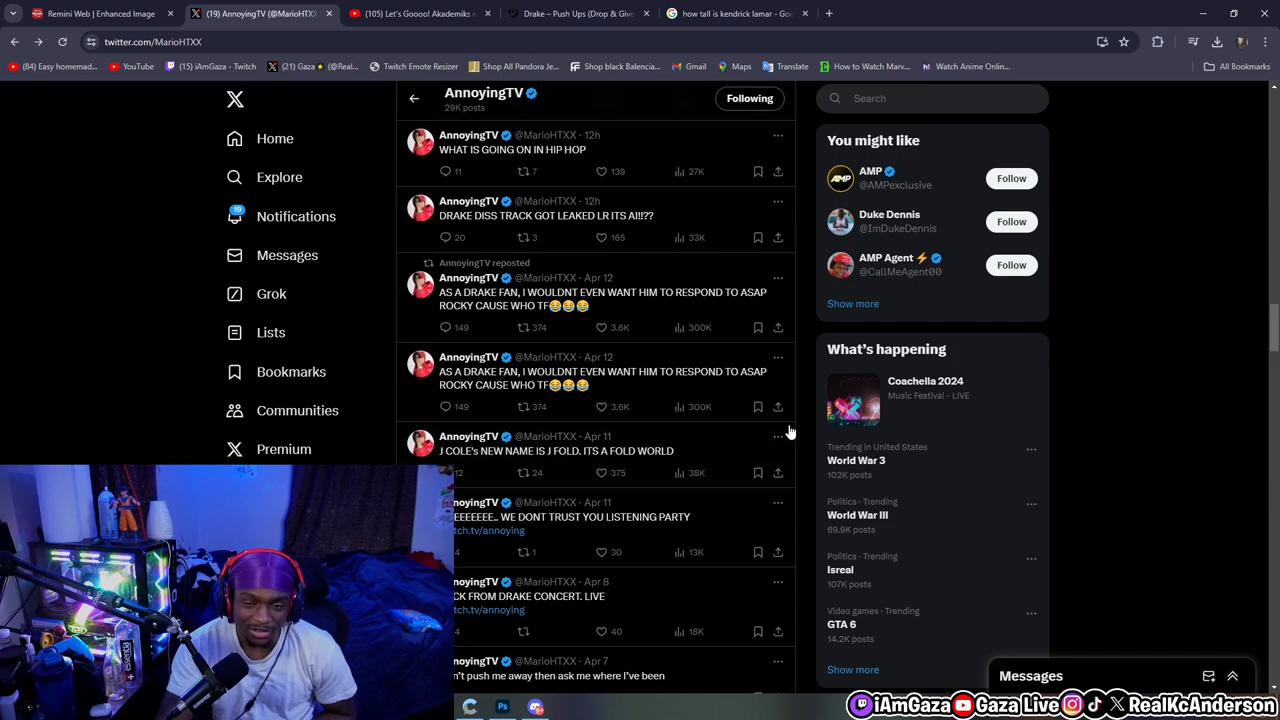 Remini Web | Enhanced Image
(19) AnnoyingTV (@MarioHTXX)
(105) Let's Goooo! Akademiks
Drake – Push Ups (Drop & Give
how tall is kendrick lamar - Goo
twitter.com/MarioHTXX
(84) Easy homemad...
YouTube
(15) iAmGaza - Twitch
(21) Gaza ★ (@Rea...
Twitch Emote Resizer
Shop All Pandora Je...
Shop black Balencia...
Gmail
Maps
Translate
How to Watch Marv...
Watch Anime Onlin...
All Bookmarks
Home
Explore
19
Notifications
Messages
Grok
Lists
Bookmarks
Communities
Premium
AnnoyingTV
29K posts
Following
AnnoyingTV @MarioHTXX · 12h
WHAT IS GOING ON IN HIP HOP
11 7 139 27K
AnnoyingTV @MarioHTXX · 12h
DRAKE DISS TRACK GOT LEAKED LR ITS AI!!??
20 3 165 33K
AnnoyingTV reposted
AnnoyingTV @MarioHTXX · Apr 12
AS A DRAKE FAN, I WOULDNT EVEN WANT HIM TO RESPOND TO ASAP
ROCKY CAUSE WHO TF😂😂😂
149 374 3.6K 300K
AnnoyingTV @MarioHTXX · Apr 12
AS A DRAKE FAN, I WOULDNT EVEN WANT HIM TO RESPOND TO ASAP
ROCKY CAUSE WHO TF😂😂😂
149 374 3.6K 300K
AnnoyingTV @MarioHTXX · Apr 11
J COLE's NEW NAME IS J FOLD. ITS A FOLD WORLD
12 24 375 38K
AnnoyingTV @MarioHTXX · Apr 11
EEEEEEE.. WE DONT TRUST YOU LISTENING PARTY
tch.tv/annoying
4 1 30 13K
AnnoyingTV @MarioHTXX · Apr 8
CK FROM DRAKE CONCERT. LIVE
tch.tv/annoying
4 40 18K
AnnoyingTV @MarioHTXX · Apr 7
n't push me away then ask me where I've been
Search
You might like
AMP
@AMPexclusive
Follow
Duke Dennis
@ImDukeDennis
Follow
AMP Agent ⚡
@CallMeAgent00
Follow
Show more
What's happening
Coachella 2024
Music Festival · LIVE
Trending in United States
World War 3
102K posts
Politics · Trending
World War III
69.9K posts
Politics · Trending
Isreal
107K posts
Video games · Trending
GTA 6
14.2K posts
Show more
Messages
essentia
Ps
iAmGaza Gaza Live RealKcAnderson